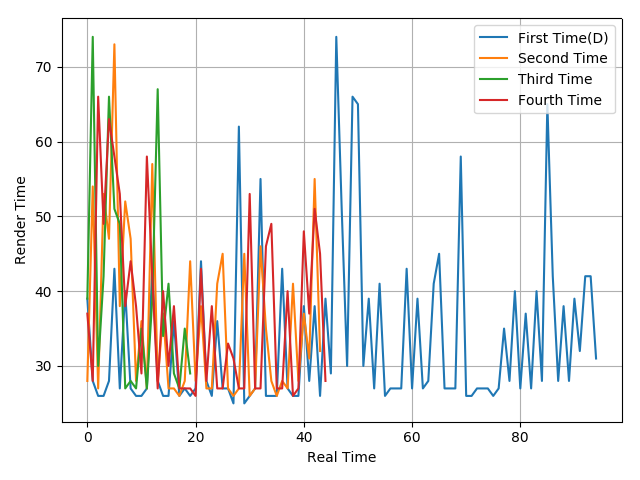 First Time(D)
Second Time
Third Time
Fourth Time
70
60
50
40
30
Render Time
0 20 40 60 80
Real Time